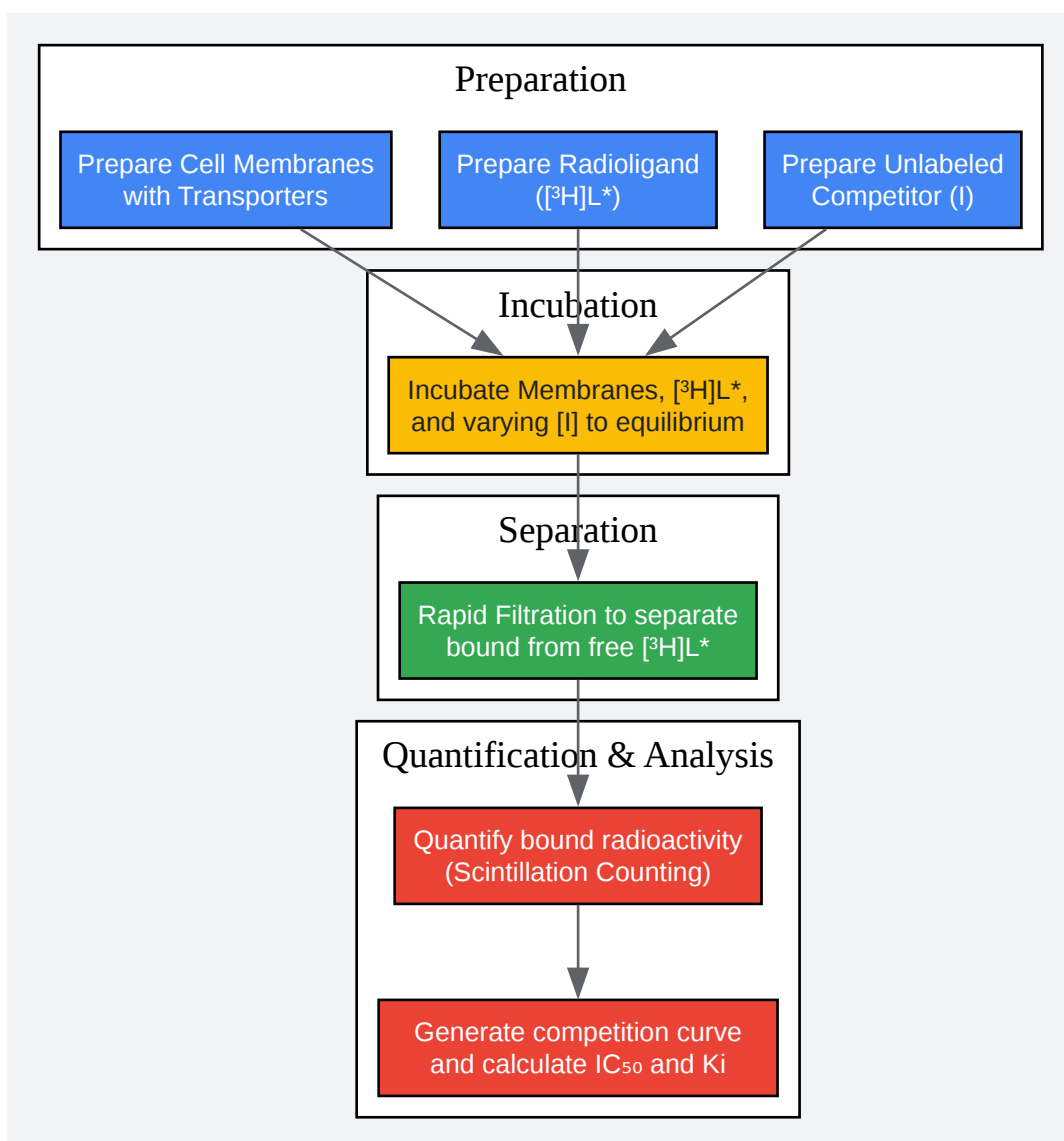 Preparation
Prepare Cell Membranes
with Transporters
Prepare Radioligand
([³H]L*)
Prepare Unlabeled
Competitor (I)
Incubation
Incubate Membranes, [³H]L*,
and varying [I] to equilibrium
Separation
Rapid Filtration to separate
bound from free [³H]L*
Quantification & Analysis
Quantify bound radioactivity
(Scintillation Counting)
Generate competition curve
and calculate IC₅₀ and Ki